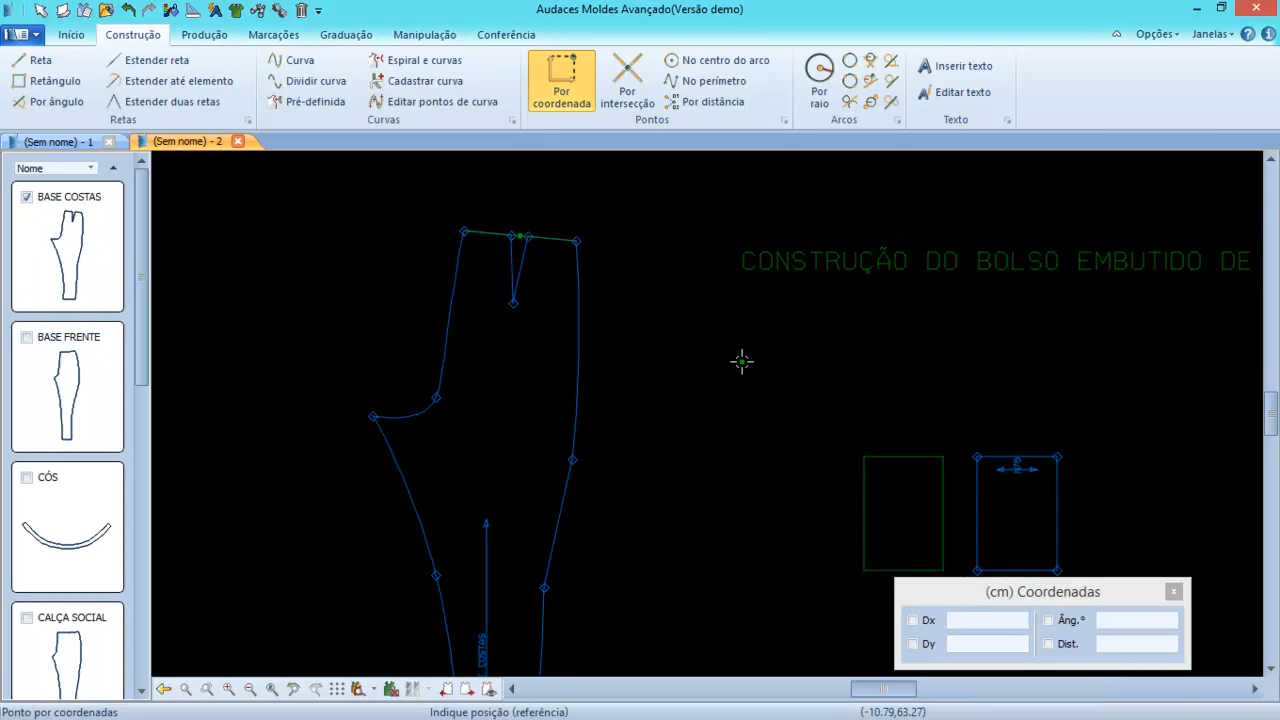 Audaces Moldes Avançado(Versão demo)
Início Construção Produção Marcações Graduação Manipulação Conferência Opções Janelas
Reta Estender reta Curva Espiral e curvas No centro do arco Inserir texto
Retângulo Estender até elemento Dividir curva Cadastrar curva Por coordenada Por intersecção No perímetro Por raio Editar texto
Por ângulo Estender duas retas Pré-definida Editar pontos de curva Por distância
Retas Curvas Pontos Arcos Texto
(Sem nome) - 1 (Sem nome) - 2
Nome
BASE COSTAS
BASE FRENTE
CÓS
CALÇA SOCIAL
CONSTRUÇÃO DO BOLSO EMBUTIDO DE
COSTAS
(cm) Coordenadas
Dx Âng.°
Dy Dist.
Ponto por coordenadas Indique posição (referência) (-10.79,63.27)